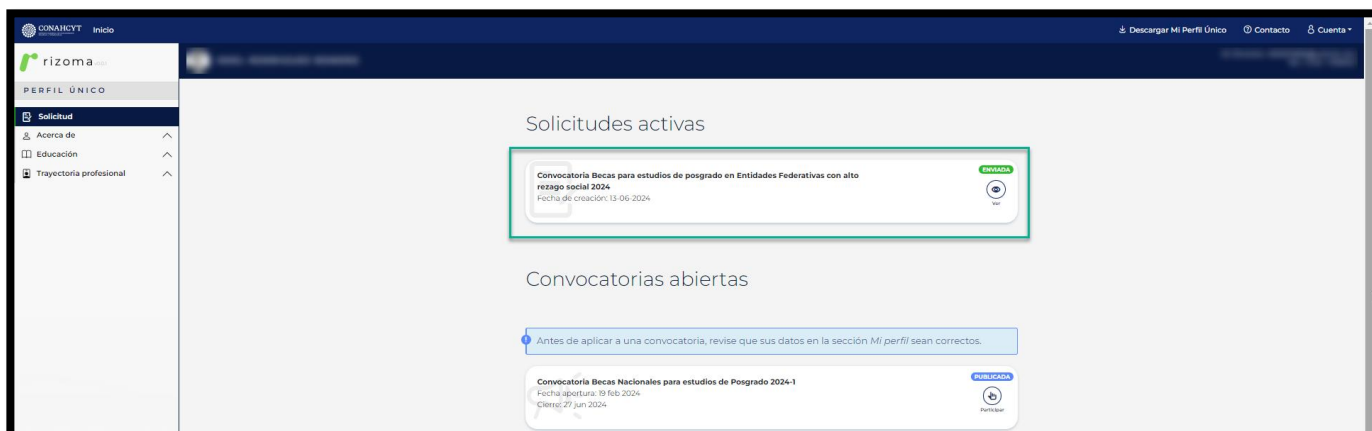 CONAHCYT Inicio
Descargar Mi Perfil Único Contacto Cuenta
rizoma
PERFIL ÚNICO
Solicitud
Acerca de
Educación
Trayectoria profesional
Solicitudes activas
Convocatoria Becas para estudios de posgrado en Entidades Federativas con alto
rezago social 2024
Fecha de creación: 13-06-2024
ENVIADA
Ver
Convocatorias abiertas
Antes de aplicar a una convocatoria, revise que sus datos en la sección Mi perfil sean correctos.
Convocatoria Becas Nacionales para estudios de Posgrado 2024-1
Fecha apertura: 19 feb 2024
Cierre: 27 jun 2024
PUBLICADA
Participar